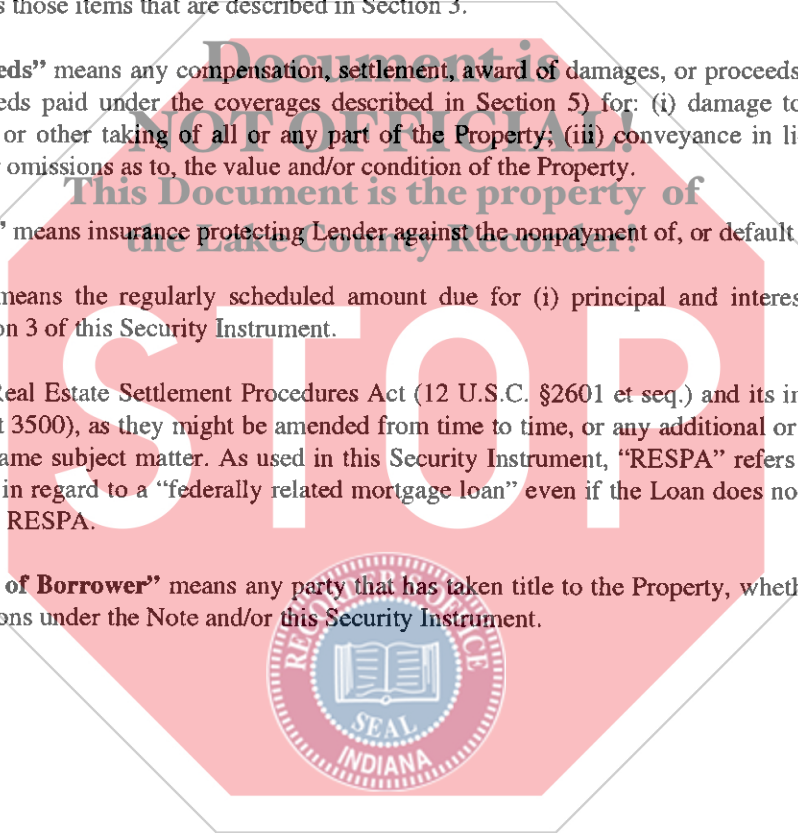 s those items that are described in Section 3.
Document is
eds” means any compensation, settlement, award of damages, or proceeds
eds paid under the coverages described in Section 5) for: (i) damage to
NOT OFFICIAL!
or other taking of all or any part of the Property; (iii) conveyance in li
omissions as to, the value and/or condition of the Property.
This Document is the property of
” means insurance protecting Lender against the nonpayment of, or default
the Lake County Recorder!
means the regularly scheduled amount due for (i) principal and interes
on 3 of this Security Instrument.
STOP
Real Estate Settlement Procedures Act (12 U.S.C. §2601 et seq.) and its in
t 3500), as they might be amended from time to time, or any additional or
ame subject matter. As used in this Security Instrument, “RESPA” refers
in regard to a “federally related mortgage loan” even if the Loan does no
RESPA.
of Borrower” means any party that has taken title to the Property, wheth
ons under the Note and/or this Security Instrument.
RECORDER'S OFFICE
SEAL
INDIANA